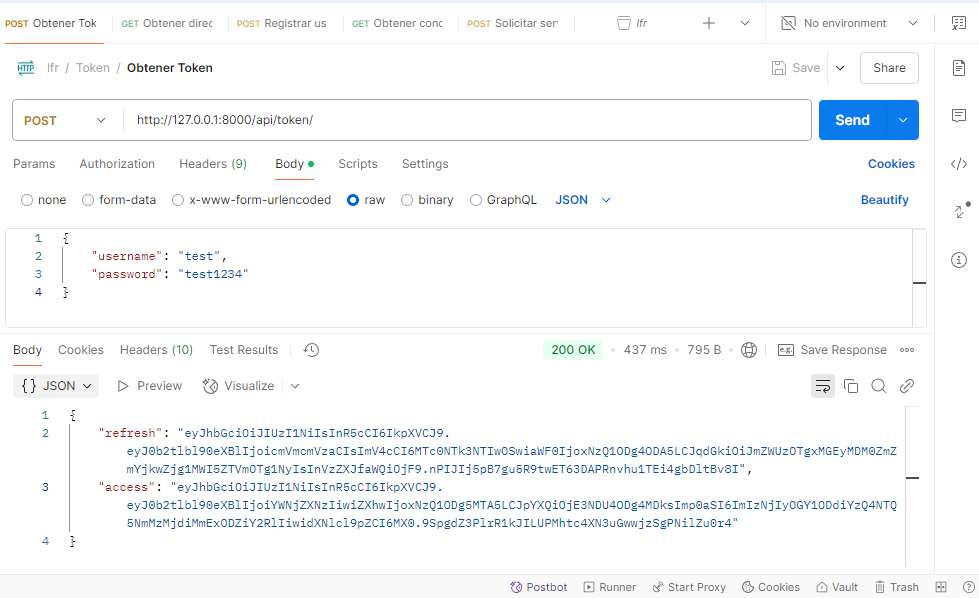 POST Obtener Tok GET Obtener direc POST Registrar us GET Obtener conc POST Solicitar ser lfr No environment
HTTP lfr / Token / Obtener Token Save Share
POST http://127.0.0.1:8000/api/token/ Send
Params Authorization Headers (9) Body Scripts Settings Cookies
none form-data x-www-form-urlencoded raw binary GraphQL JSON Beautify
1 {
2 "username": "test",
3 "password": "test1234"
4 }
Body Cookies Headers (10) Test Results 200 OK 437 ms 795 B e.g. Save Response
{} JSON Preview Visualize
1 {
2 "refresh": "eyJhbGciOiJIUzI1NiIsInR5cCI6IkpXVCJ9.
eyJ0b2tlbl90eXBlIjoicmVmcmVzaCIsImV4cCI6MTc0NTk3NTIwOSwiaWF0IjoxNzQ1ODg4ODA5LCJqdGkiOiJmZWUzOTgxMGEyMDM0ZmZ
mYjkwZjg1MWI5ZTVmOTg1NyIsInVzZXJfaWQiOjF9.nPIJIj5pB7gu5R9twET63DAPRnvhu1TEi4gbDltBv8I",
3 "access": "eyJhbGciOiJIUzI1NiIsInR5cCI6IkpXVCJ9.
eyJ0b2tlbl90eXBlIjoiYWNjZXNzIiwiZXhwIjoxNzQ1ODg5MTA5LCJpYXQiOjE3NDU4ODg4MDksImp0aSI6ImIzNjIyOGY1ODdiYzQ4NTQ
5NmMzMjdiMmExODZiY2RlIiwidXNlcl9pZCI6MX0.9SpgdZ3PlrR1kJILUPMhtc4XN3uGwwjzSgPNilZu0r4"
4 }
Postbot Runner Start Proxy Cookies Vault Trash